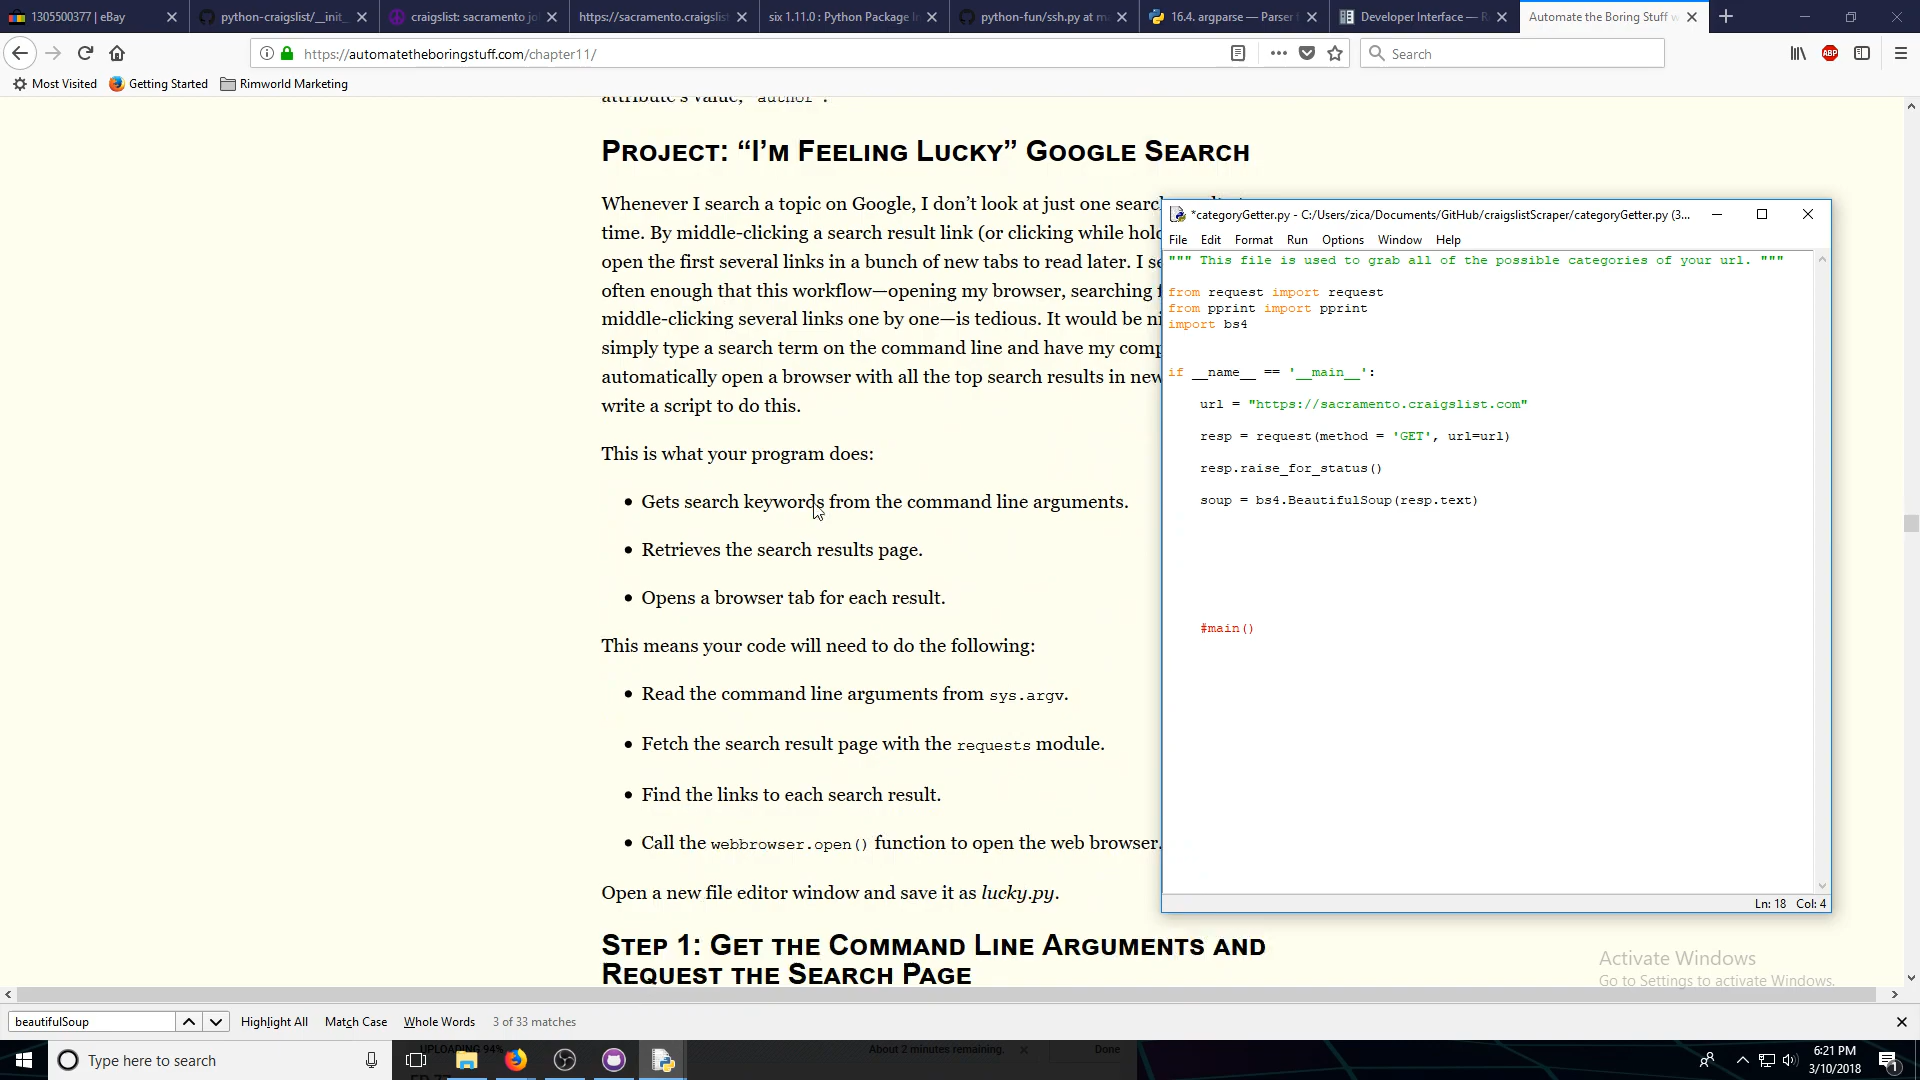 1305500377 | eBay
python-craigslist/__init_
craigslist: sacramento jo
https://sacramento.craigslist
six 1.11.0 : Python Package In
python-fun/ssh.py at m
16.4. argparse — Parser f
Developer Interface — R
Automate the Boring Stuff w
https://automatetheboringstuff.com/chapter11/
Search
ABP
Most Visited
Getting Started
Rimworld Marketing
attribute's value, 'author'.
Project: “I’m Feeling Lucky” Google Search
Whenever I search a topic on Google, I don’t look at just one search
time. By middle-clicking a search result link (or clicking while hol
open the first several links in a bunch of new tabs to read later. I se
often enough that this workflow—opening my browser, searching f
middle-clicking several links one by one—is tedious. It would be ni
simply type a search term on the command line and have my comp
automatically open a browser with all the top search results in new
write a script to do this.
This is what your program does:
• Gets search keywords from the command line arguments.
• Retrieves the search results page.
• Opens a browser tab for each result.
This means your code will need to do the following:
• Read the command line arguments from sys.argv.
• Fetch the search result page with the requests module.
• Find the links to each search result.
• Call the webbrowser.open() function to open the web browser.
Open a new file editor window and save it as lucky.py.
Step 1: Get the Command Line Arguments and
Request the Search Page
*categoryGetter.py - C:/Users/zica/Documents/GitHub/craigslistScraper/categoryGetter.py (3...
File Edit Format Run Options Window Help
""" This file is used to grab all of the possible categories of your url. """
from request import request
from pprint import pprint
import bs4
if __name__ == '__main__':
url = "https://sacramento.craigslist.com"
resp = request(method = 'GET', url=url)
resp.raise_for_status()
soup = bs4.BeautifulSoup(resp.text)
#main()
Ln: 18 Col: 4
Activate Windows
Go to Settings to activate Windows.
beautifulSoup
Highlight All
Match Case
Whole Words
3 of 33 matches
Type here to search
UPLOADING 94%
About 2 minutes remaining.
Done
6:21 PM
3/10/2018
1